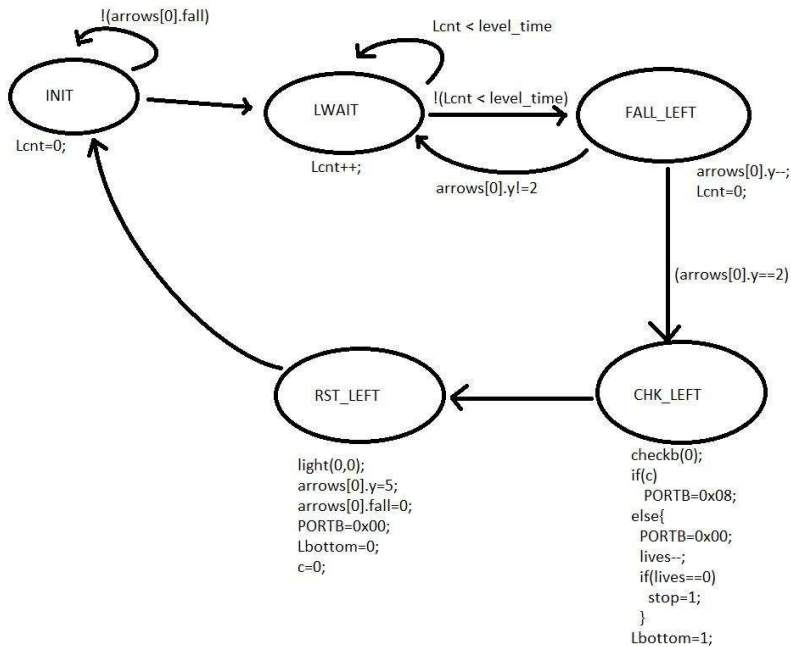 !(arrows[0].fall)
INIT
Lcnt=0;
Lcnt < level_time
LWAIT
Lcnt++;
!(Lcnt < level_time)
FALL_LEFT
arrows[0].y--;
Lcnt=0;
arrows[0].y!=2
(arrows[0].y==2)
CHK_LEFT
checkb(0);
if(c)
PORTB=0x08;
else{
PORTB=0x00;
lives--;
if(lives==0)
stop=1;
}
Lbottom=1;
RST_LEFT
light(0,0);
arrows[0].y=5;
arrows[0].fall=0;
PORTB=0x00;
Lbottom=0;
c=0;